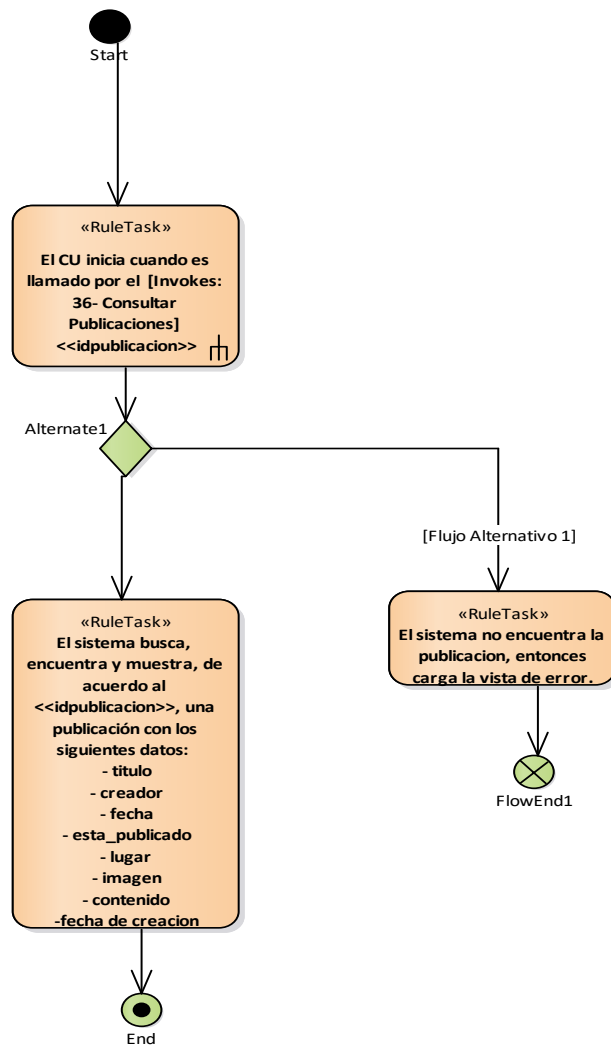 Start
«RuleTask»
El CU inicia cuando es
llamado por el [Invokes:
36- Consultar
Publicaciones]
<<idpublicacion>>
Alternate1
[Flujo Alternativo 1]
«RuleTask»
El sistema busca,
encuentra y muestra, de
acuerdo al
<<idpublicacion>>, una
publicación con los
siguientes datos:
- titulo
- creador
- fecha
- esta_publicado
- lugar
- imagen
- contenido
-fecha de creacion
«RuleTask»
El sistema no encuentra la
publicacion, entonces
carga la vista de error.
FlowEnd1
End